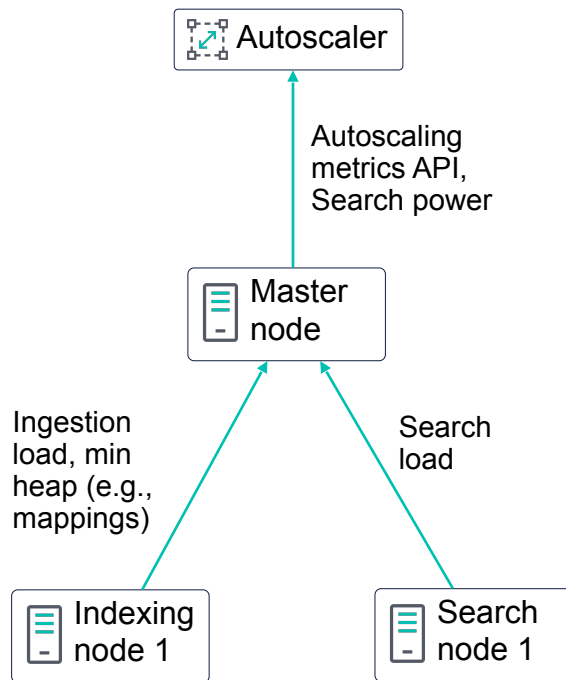 Autoscaler
Autoscaling
metrics API,
Search power
Master
node
Ingestion
load, min
heap (e.g.,
mappings)
Search
load
Indexing
node 1
Search
node 1